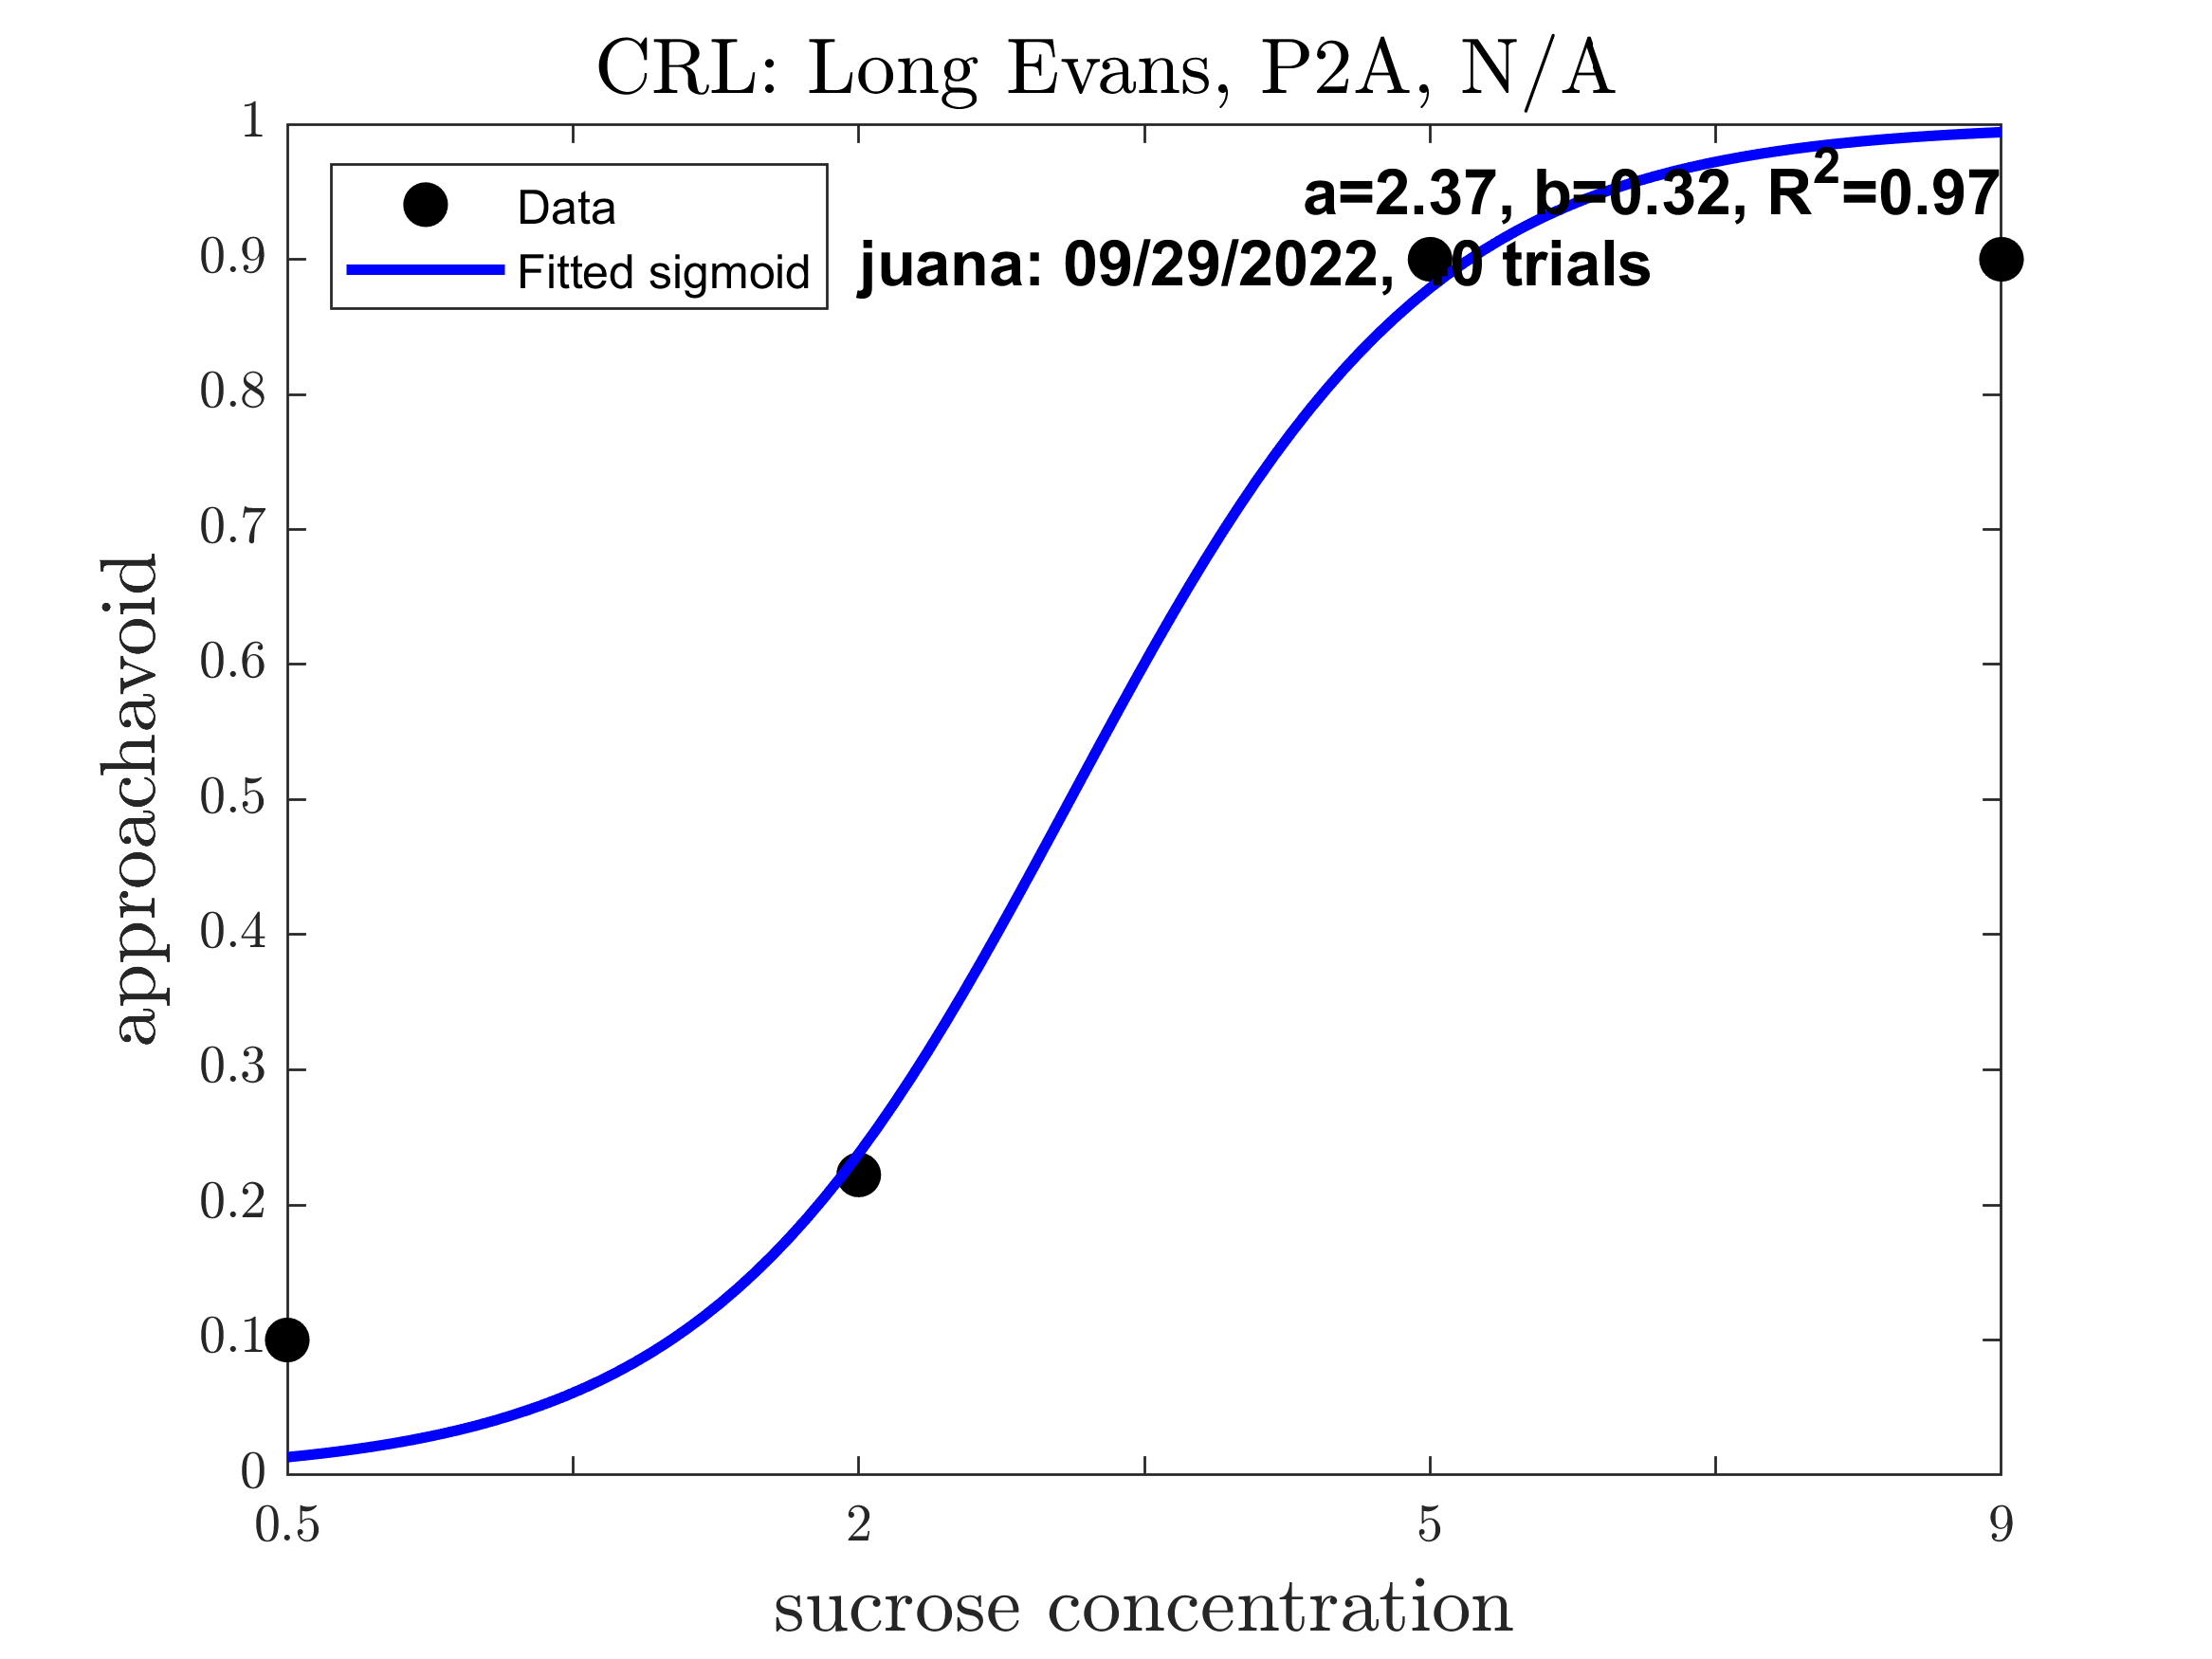 CRL: Long Evans, P2A, N/A
Data
Fitted sigmoid
a=2.37, b=0.32, R²=0.97
juana: 09/29/2022, trials
1
0.9
0.8
0.7
0.6
0.5
0.4
0.3
0.2
0.1
0
approachavoid
0.5 2 5 9
sucrose concentration